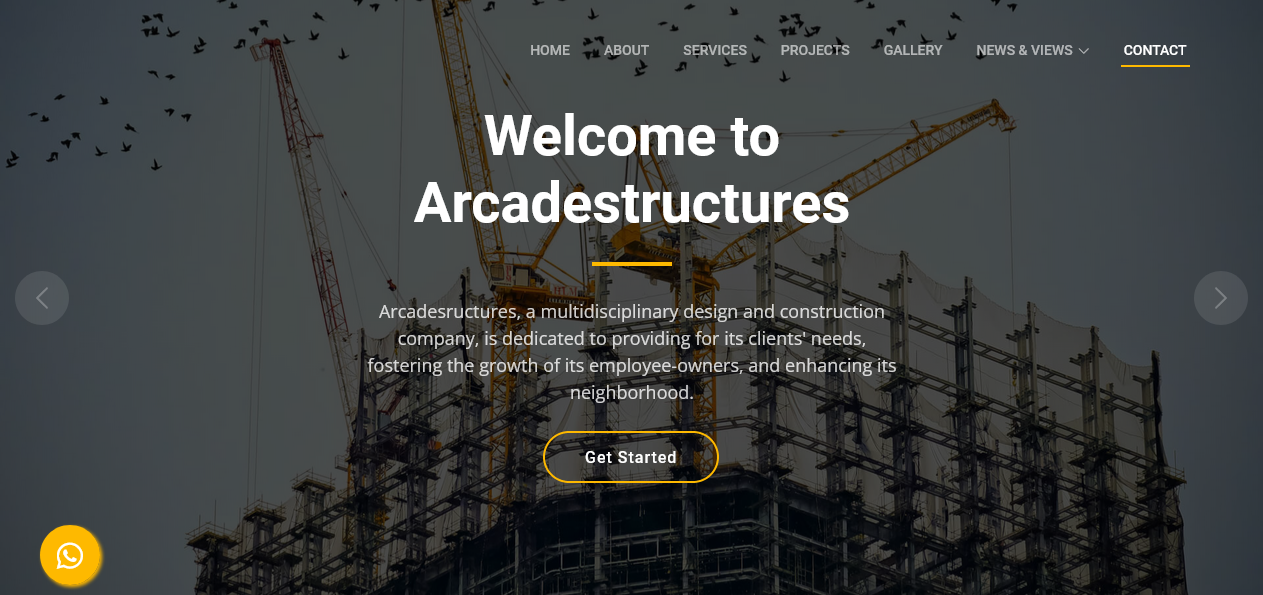 HOME ABOUT SERVICES PROJECTS GALLERY NEWS & VIEWS CONTACT
Welcome to
Arcadestructures
Arcadesructures, a multidisciplinary design and construction
company, is dedicated to providing for its clients' needs,
fostering the growth of its employee-owners, and enhancing its
neighborhood.
Get Started